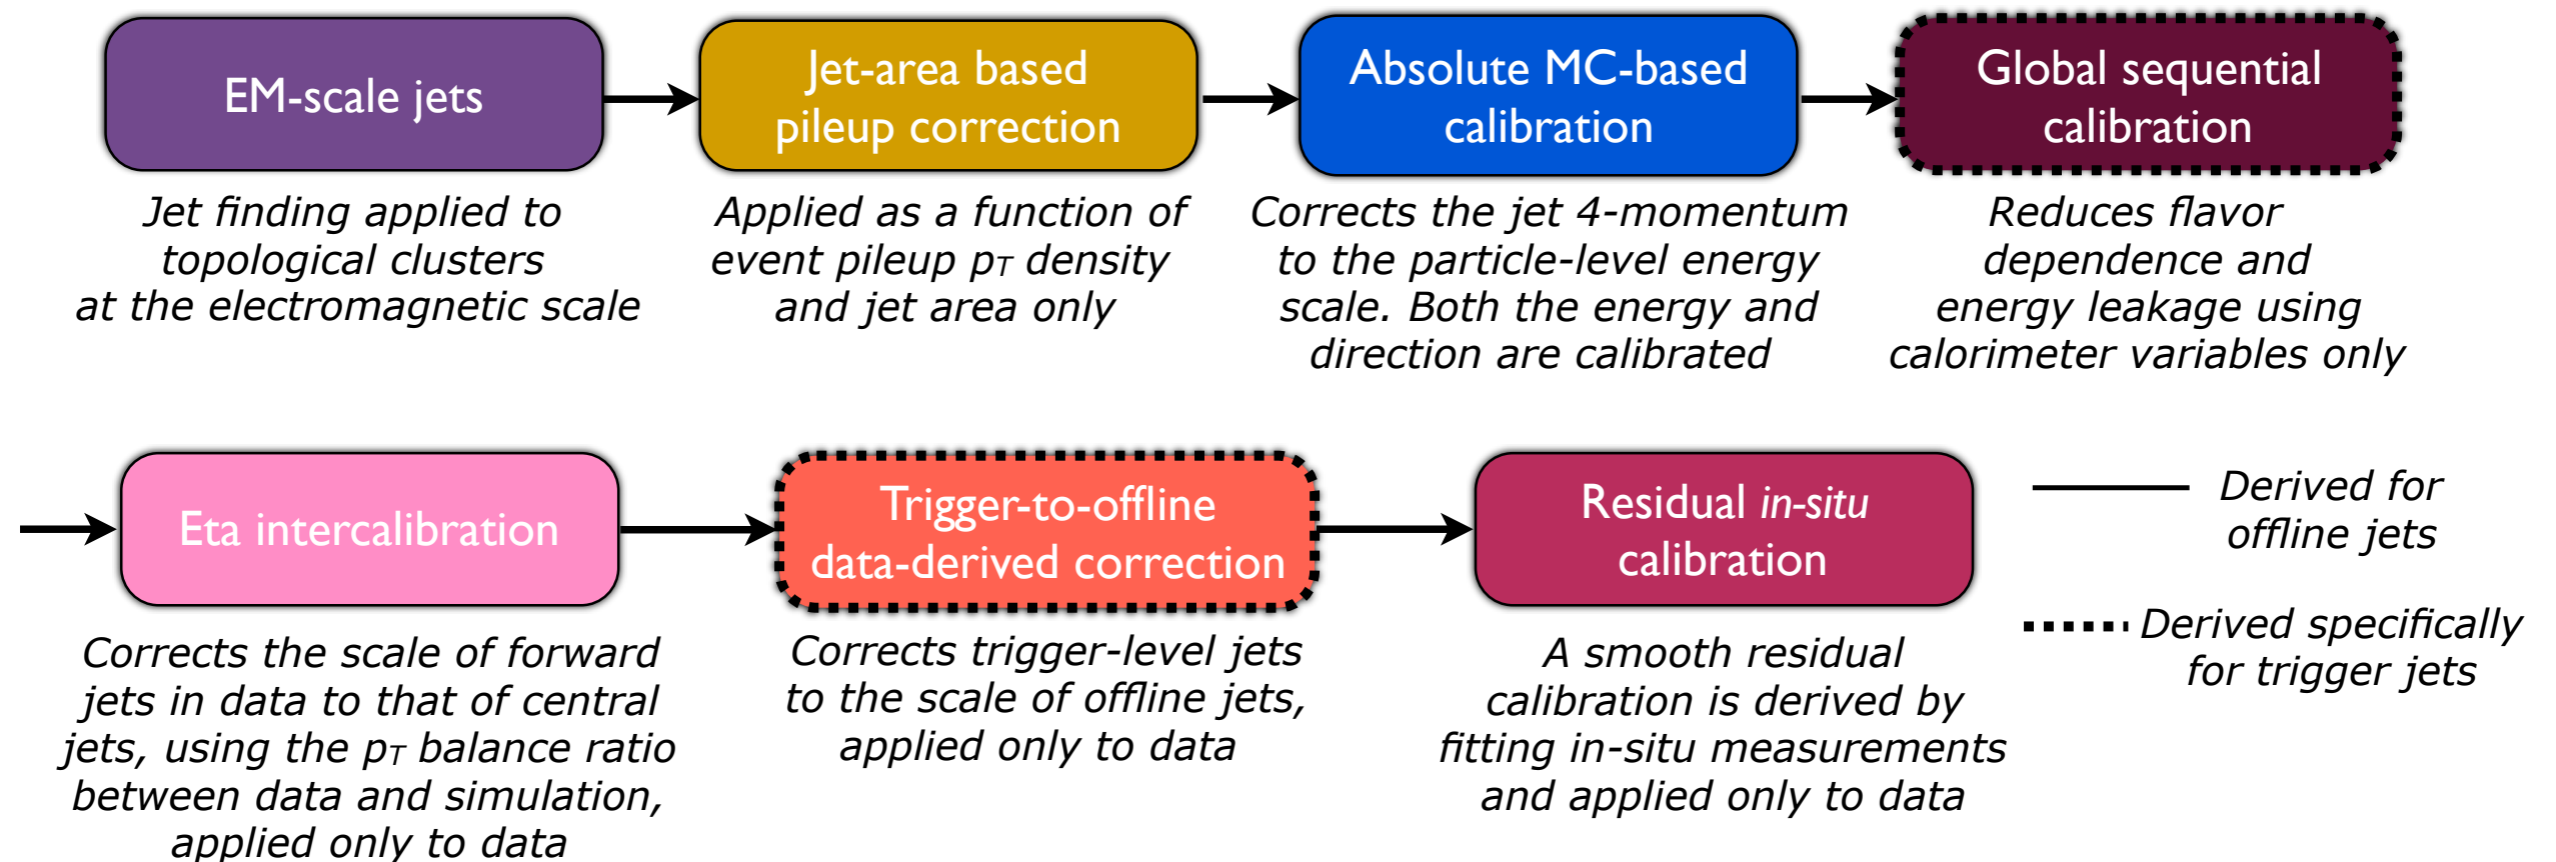 EM-scale jets
Jet finding applied to
topological clusters
at the electromagnetic scale
Jet-area based
pileup correction
Applied as a function of
event pileup pT density
and jet area only
Absolute MC-based
calibration
Corrects the jet 4-momentum
to the particle-level energy
scale. Both the energy and
direction are calibrated
Global sequential
calibration
Reduces flavor
dependence and
energy leakage using
calorimeter variables only
Eta intercalibration
Corrects the scale of forward
jets in data to that of central
jets, using the pT balance ratio
between data and simulation,
applied only to data
Trigger-to-offline
data-derived correction
Corrects trigger-level jets
to the scale of offline jets,
applied only to data
Residual in-situ
calibration
A smooth residual
calibration is derived by
fitting in-situ measurements
and applied only to data
Derived for
offline jets
Derived specifically
for trigger jets